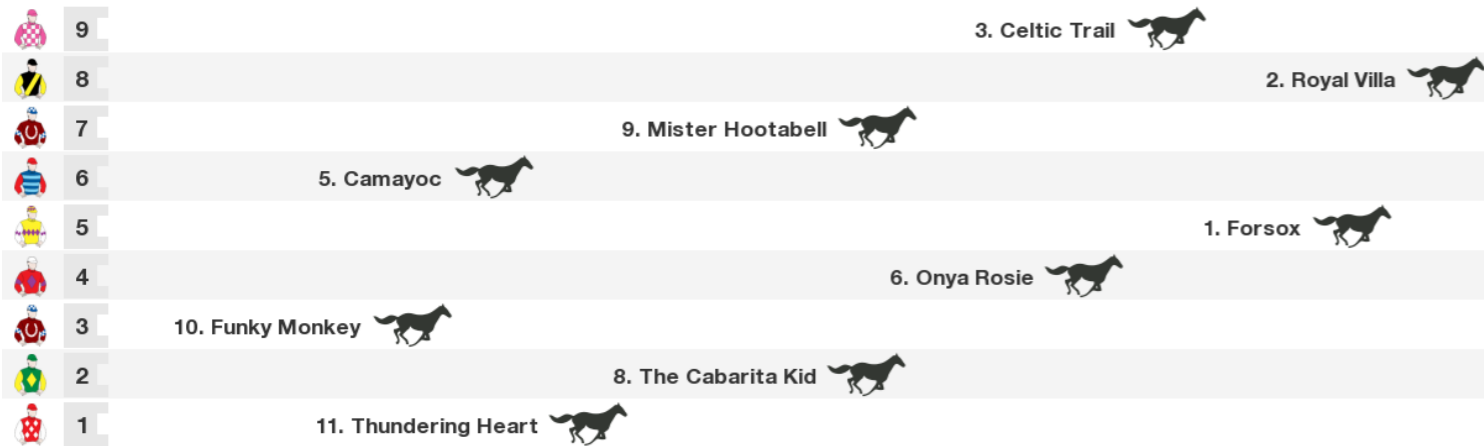 9 3. Celtic Trail
8 2. Royal Villa
7 9. Mister Hootabell
6 5. Camayoc
5 1. Forsox
4 6. Onya Rosie
3 10. Funky Monkey
2 8. The Cabarita Kid
1 11. Thundering Heart